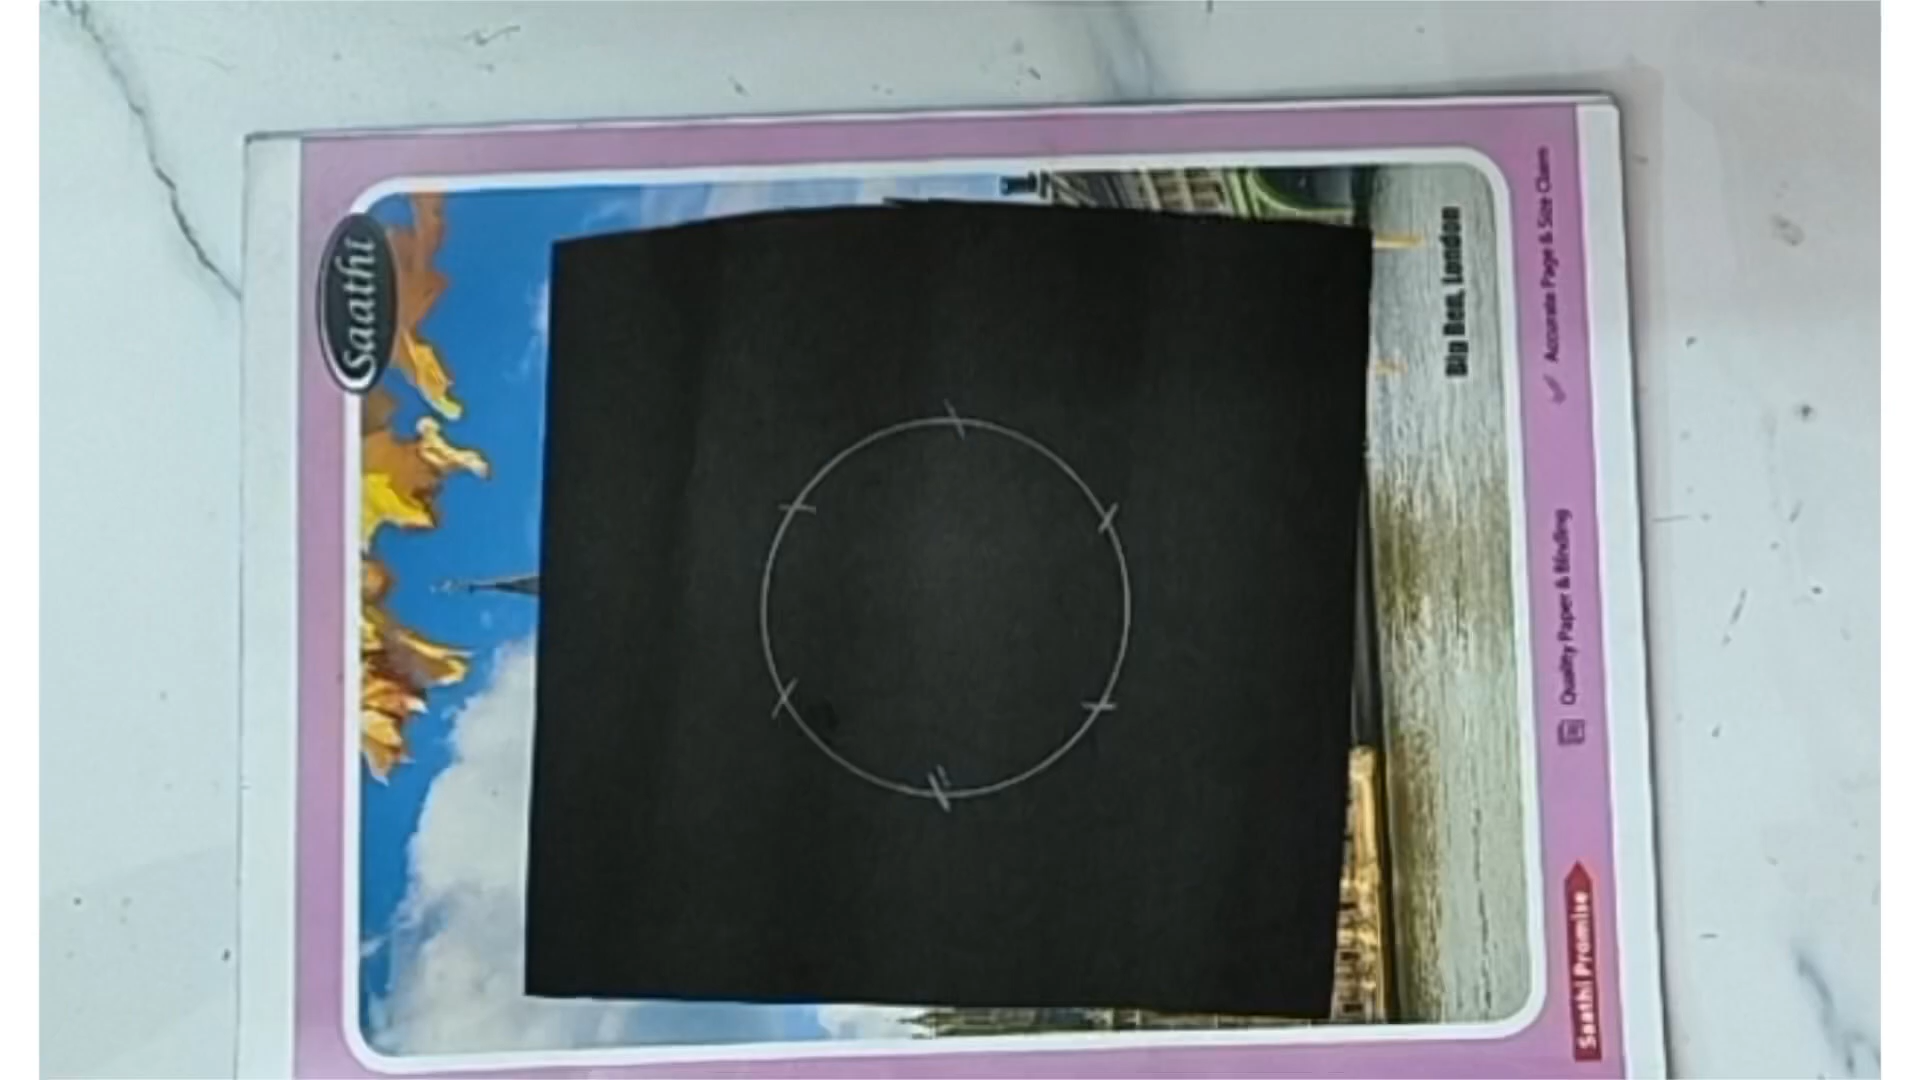 Saathi
Big Ben, London
Accurate Page & Size Claim
Quality Paper & Binding
Saathi Promise